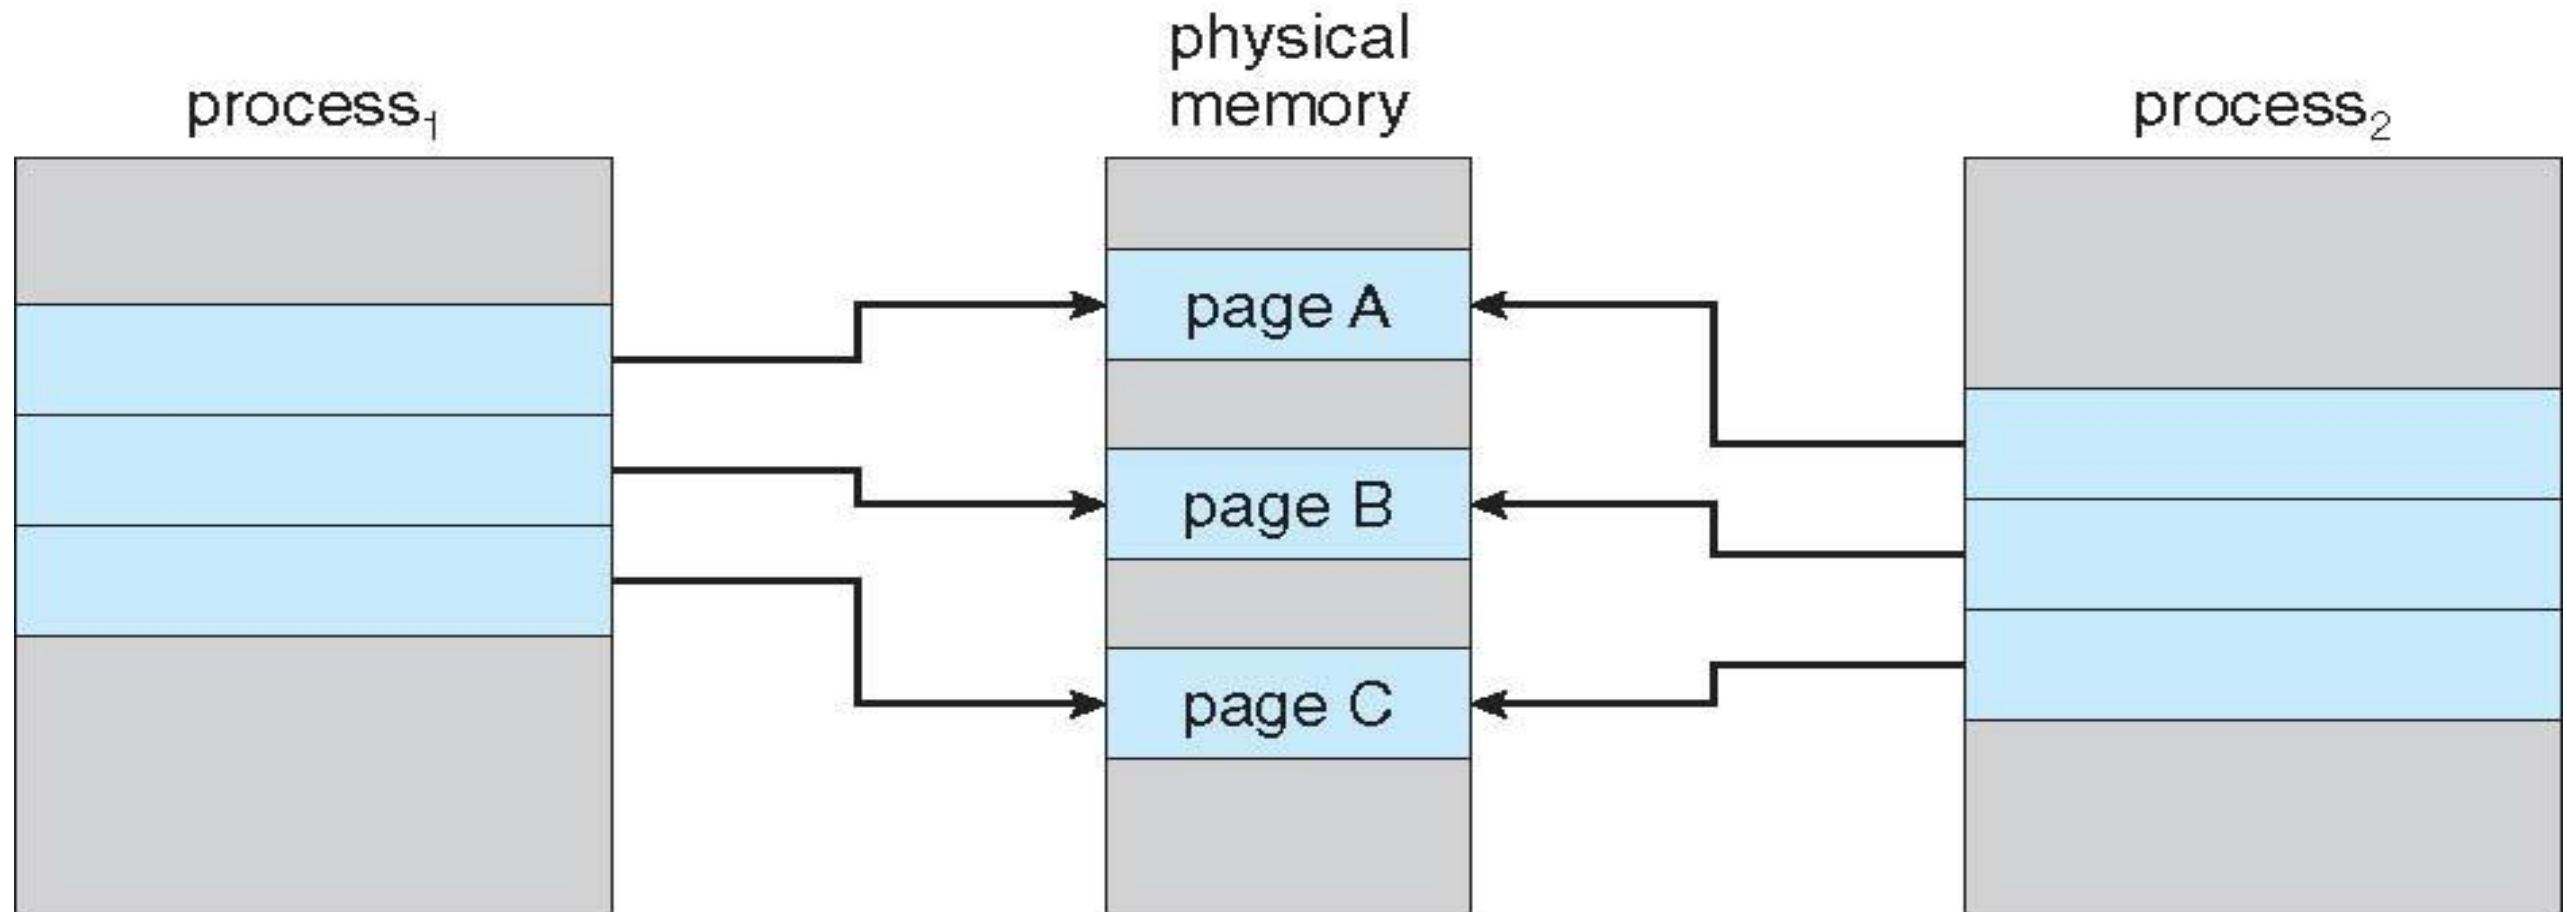 physical
memory
process₁
process₂
page A
page B
page C